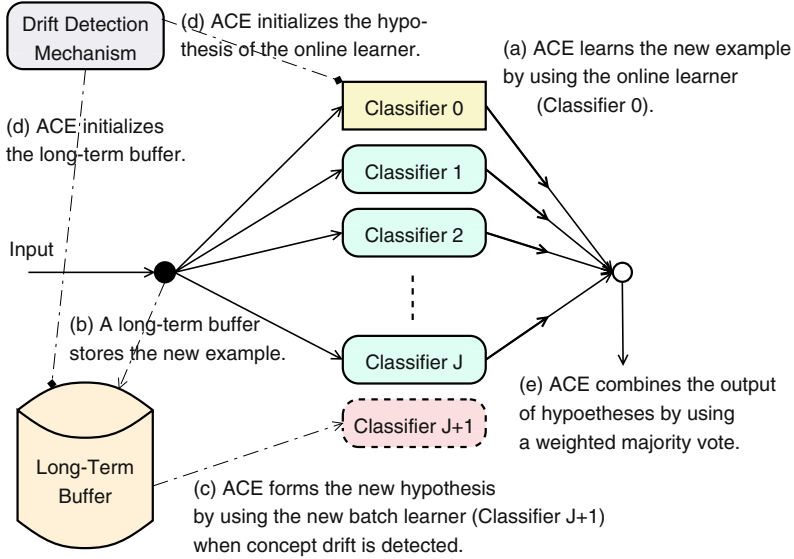 Drift Detection
Mechanism
(d) ACE initializes the hypo-
thesis of the online learner.
(a) ACE learns the new example
by using the online learner
(Classifier 0).
Classifier 0
(d) ACE initializes
the long-term buffer.
Classifier 1
Classifier 2
Input
(b) A long-term buffer
stores the new example.
Classifier J
(e) ACE combines the output
of hypoetheses by using
a weighted majority vote.
Classifier J+1
Long-Term
Buffer
(c) ACE forms the new hypothesis
by using the new batch learner (Classifier J+1)
when concept drift is detected.